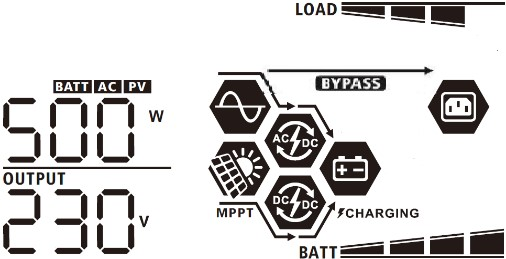 LOAD
BYPASS
BATT AC PV
500 W
AC DC
OUTPUT
230 V
DC DC
MPPT
CHARGING
BATT